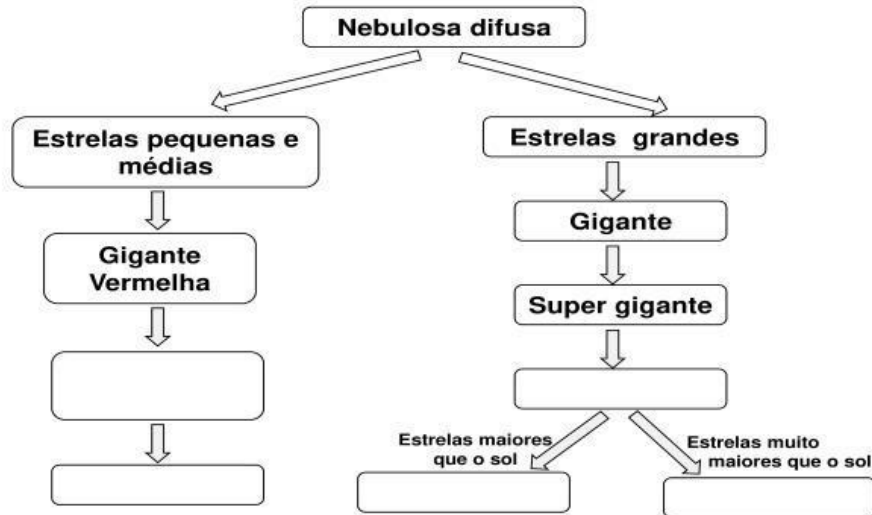 Nebulosa difusa
Estrelas pequenas e
médias
Estrelas grandes
Gigante
Vermelha
Gigante
Super gigante
Estrelas maiores
que o sol
Estrelas muito
maiores que o sol